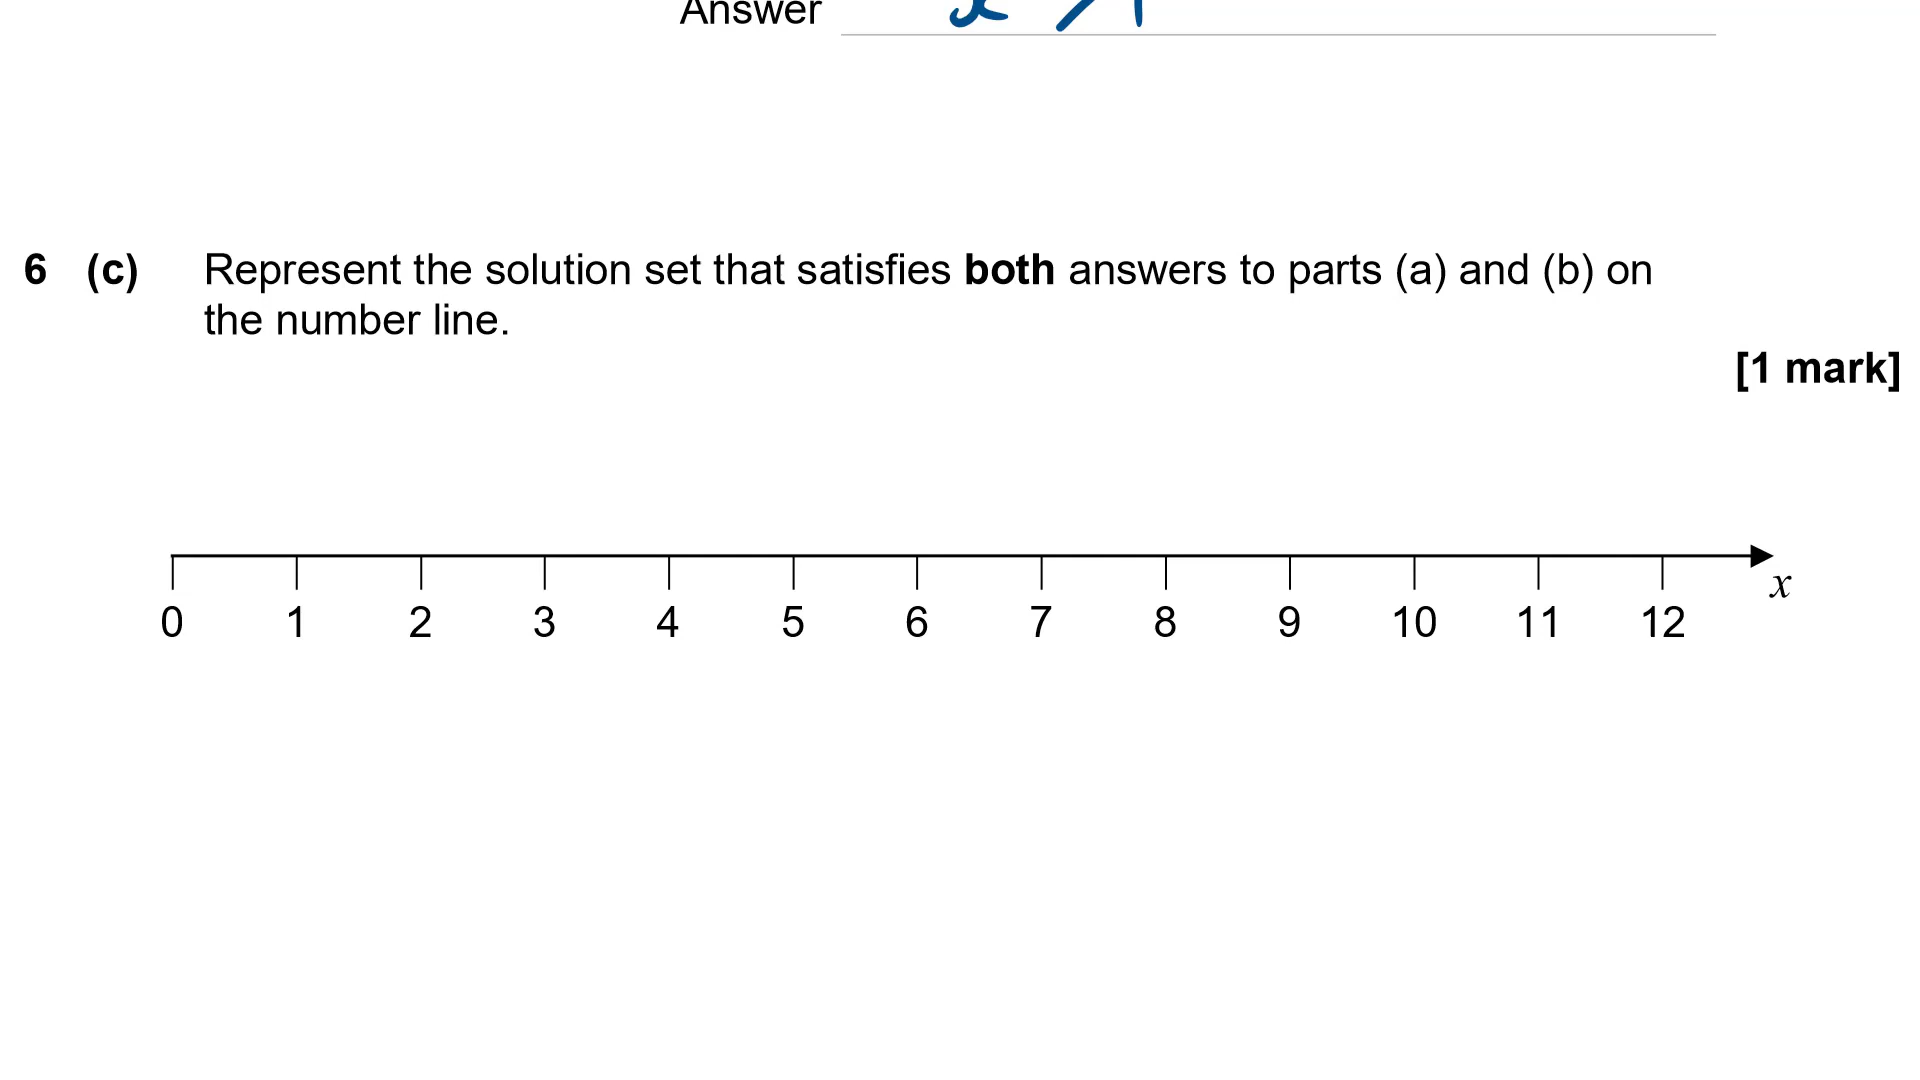 Answer
6 (c) Represent the solution set that satisfies both answers to parts (a) and (b) on
the number line.
[1 mark]
x
0 1 2 3 4 5 6 7 8 9 10 11 12